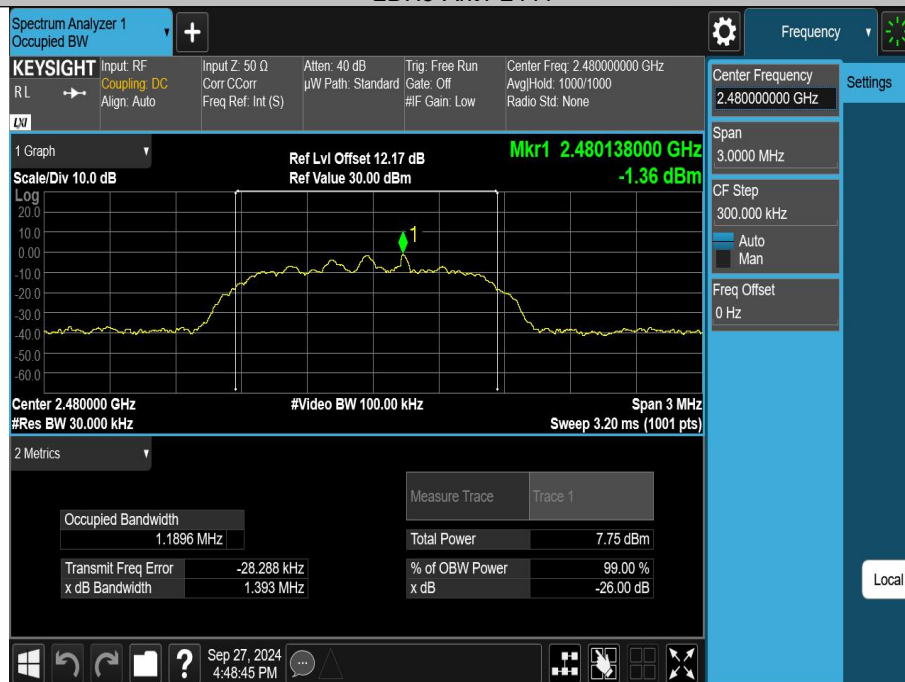 Spectrum Analyzer 1
Occupied BW
+
Frequency
KEYSIGHT
RL
LXI
Input: RF
Coupling: DC
Align: Auto
Input Z: 50 Ω
Corr CCorr
Freq Ref: Int (S)
Atten: 40 dB
µW Path: Standard
Trig: Free Run
Gate: Off
#IF Gain: Low
Center Freq: 2.480000000 GHz
Avg|Hold: 1000/1000
Radio Std: None
Center Frequency
2.480000000 GHz
Settings
Span
3.0000 MHz
CF Step
300.000 kHz
Auto
Man
Freq Offset
0 Hz
Local
1 Graph
Scale/Div 10.0 dB
Ref Lvl Offset 12.17 dB
Ref Value 30.00 dBm
Mkr1 2.480138000 GHz
-1.36 dBm
Log
20.0
10.0
0.00
-10.0
-20.0
-30.0
-40.0
-50.0
-60.0
1
Center 2.480000 GHz
#Res BW 30.000 kHz
#Video BW 100.00 kHz
Span 3 MHz
Sweep 3.20 ms (1001 pts)
2 Metrics
Measure Trace Trace 1
Occupied Bandwidth
1.1896 MHz
Total Power 7.75 dBm
Transmit Freq Error -28.288 kHz
% of OBW Power 99.00 %
x dB Bandwidth 1.393 MHz
x dB -26.00 dB
?
Sep 27, 2024
4:48:45 PM